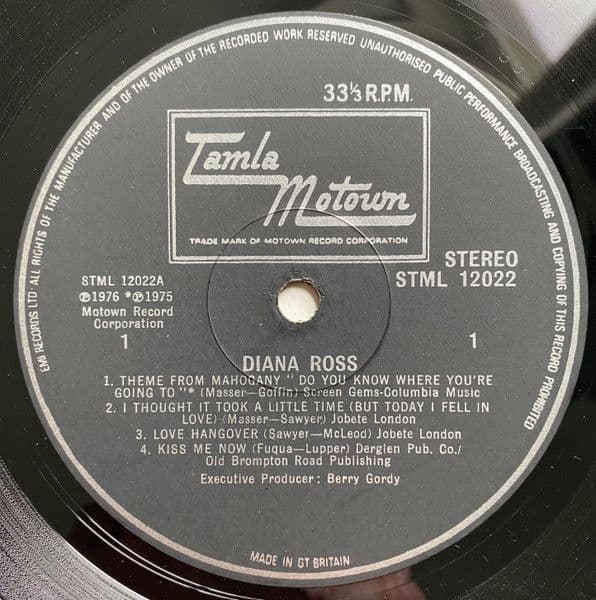 EMI RECORDS LTD· ALL RIGHTS OF THE MANUFACTURER AND OF THE OWNER OF THE RECORDED WORK RESERVED UNAUTHORISED PUBLIC PERFORMANCE BROADCASTING AND COPYING OF THIS RECORD PROHIBITED
33⅓ R.P.M.
Tamla
Motown
TRADE MARK OF MOTOWN RECORD CORPORATION
STEREO
STML 12022
STML 12022A
℗1976 *℗1975
Motown Record
Corporation
1
1
DIANA ROSS
1. THEME FROM MAHOGANY "DO YOU KNOW WHERE YOU'RE
GOING TO"* (Masser—Goffin) Screen Gems-Columbia Music
2. I THOUGHT IT TOOK A LITTLE TIME (BUT TODAY I FELL IN
LOVE) (Masser—Sawyer) Jobete London
3. LOVE HANGOVER (Sawyer—McLeod) Jobete London
4. KISS ME NOW (Fuqua—Lupper) Derglen Pub. Co./
Old Brompton Road Publishing
Executive Producer: Berry Gordy
MADE IN GT BRITAIN